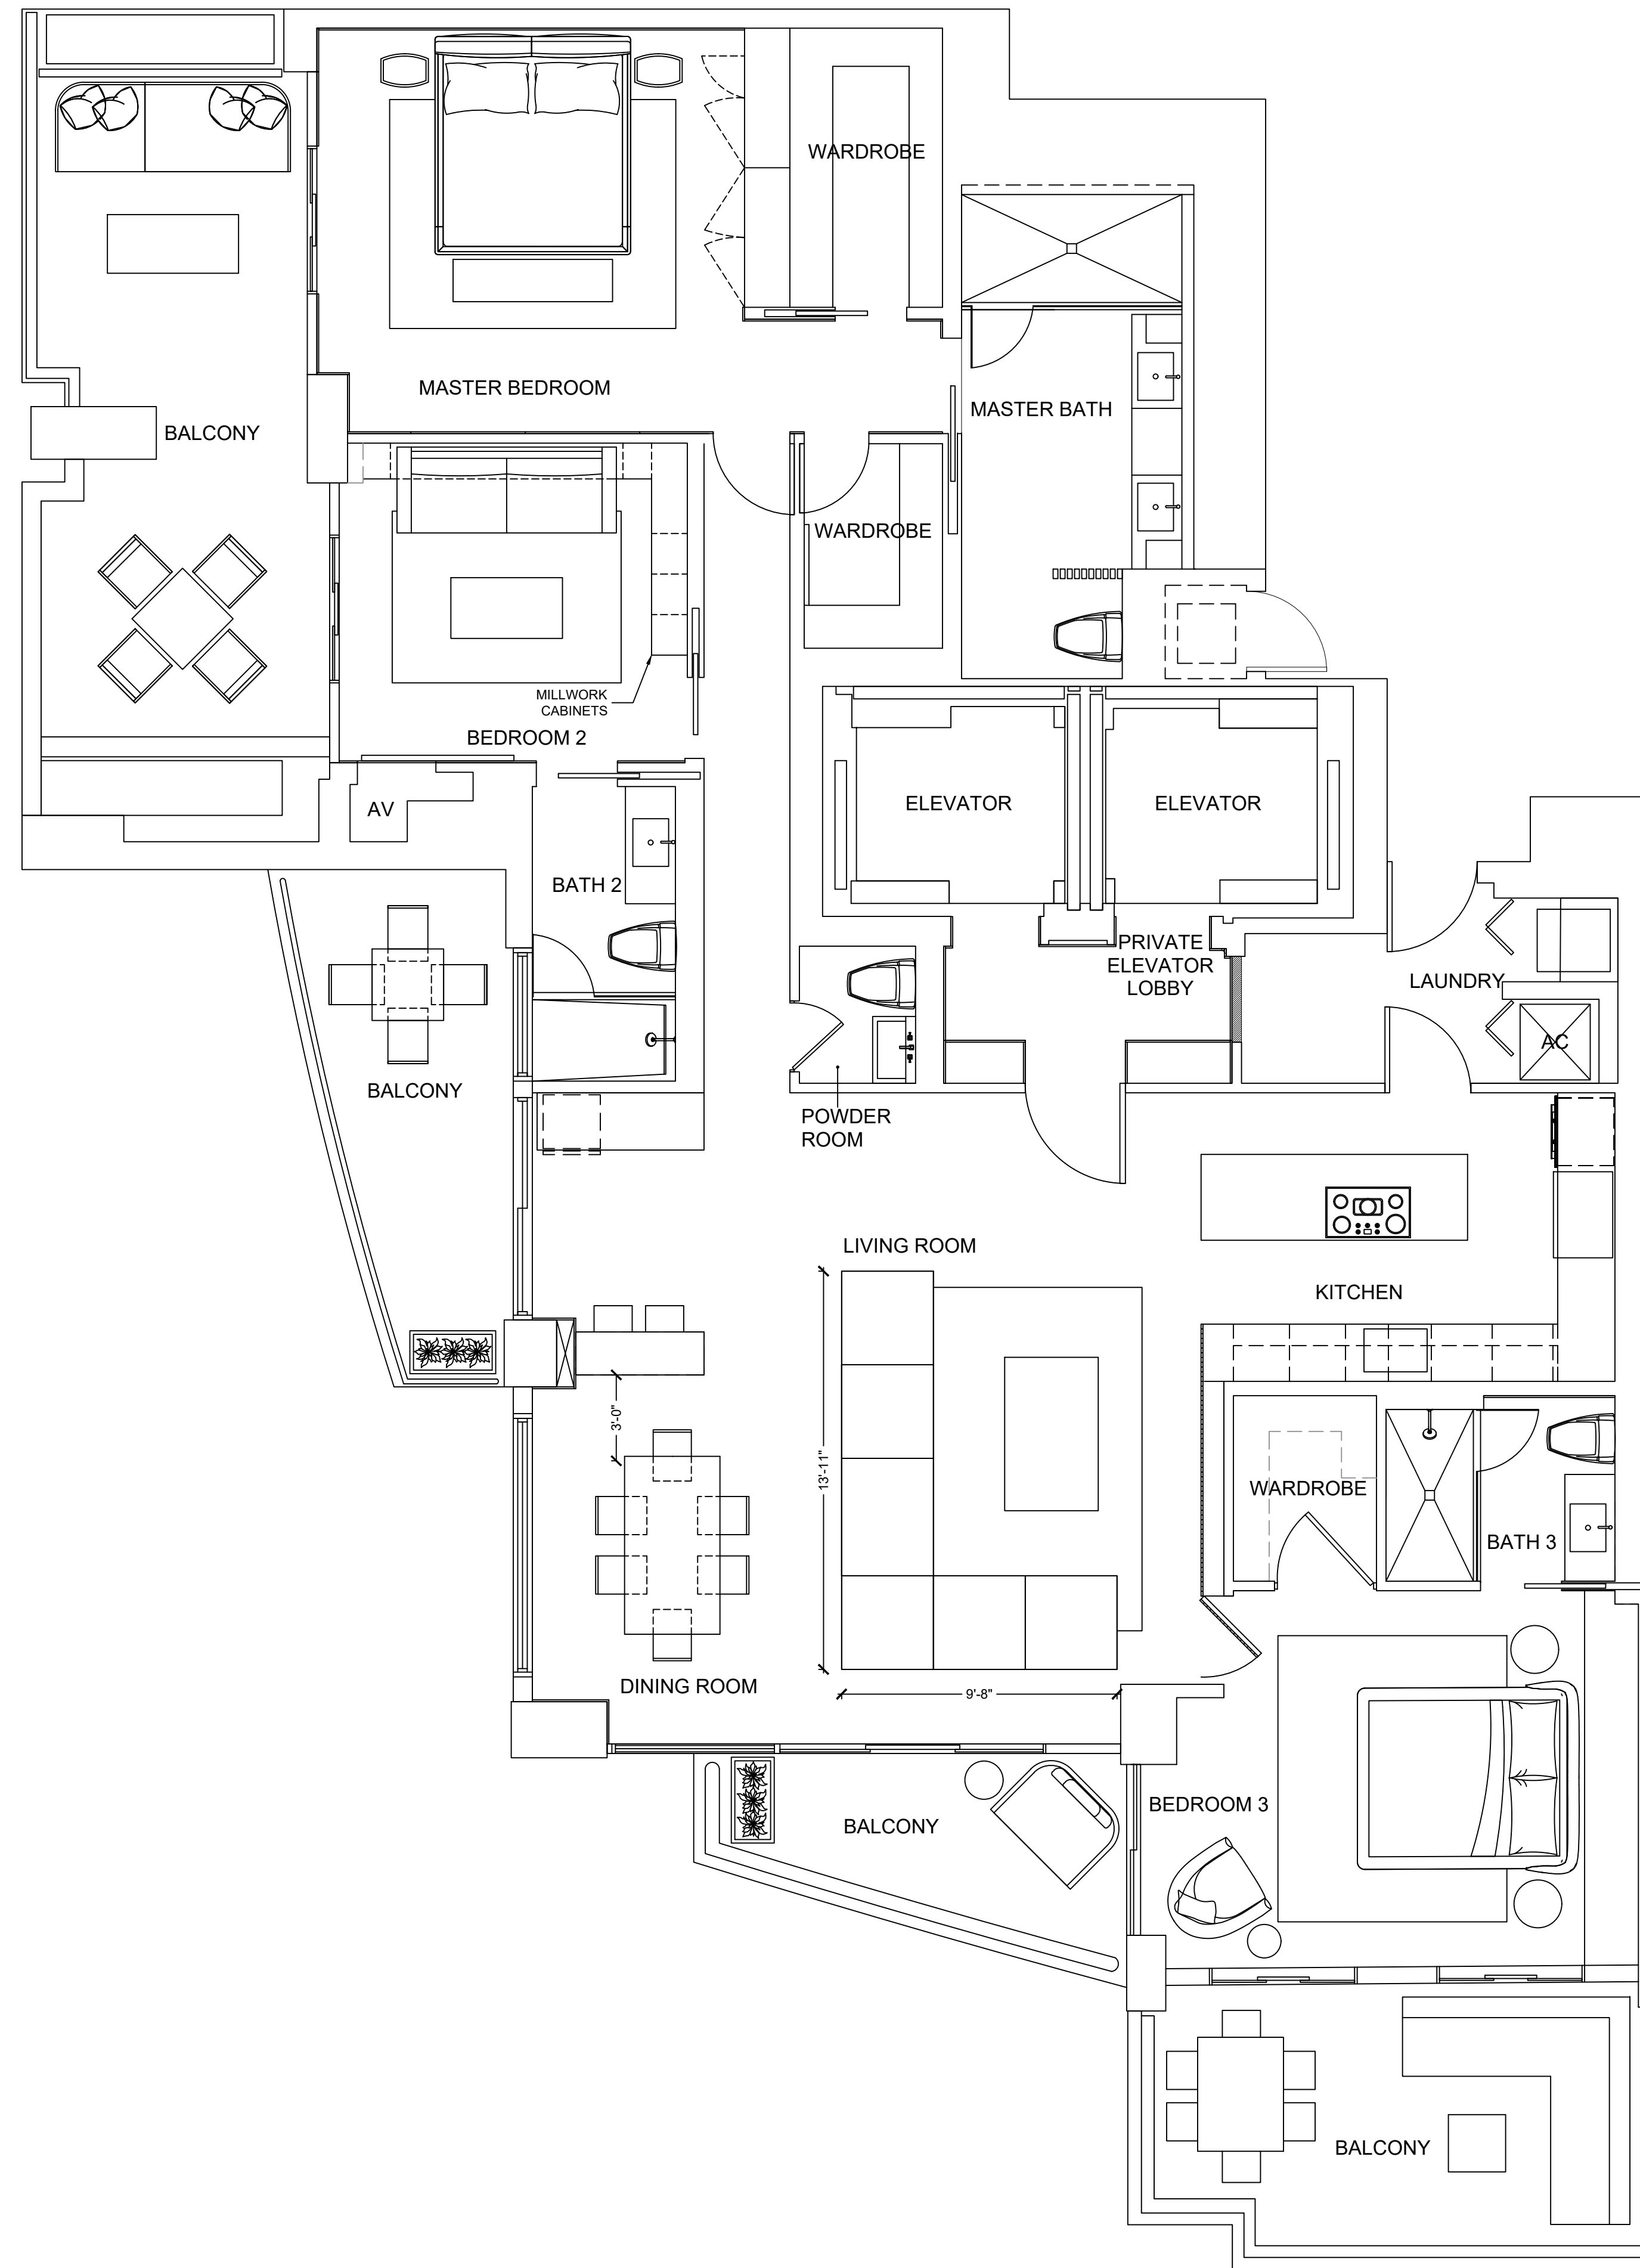 WARDROBE
MASTER BEDROOM
MASTER BATH
BALCONY
WARDROBE
MILLWORK
CABINETS
BEDROOM 2
AV
ELEVATOR
ELEVATOR
BATH 2
PRIVATE
ELEVATOR
LOBBY
LAUNDRY
AC
BALCONY
POWDER
ROOM
LIVING ROOM
KITCHEN
3'-0"
13'-11"
WARDROBE
BATH 3
DINING ROOM
9'-8"
BEDROOM 3
BALCONY
BALCONY